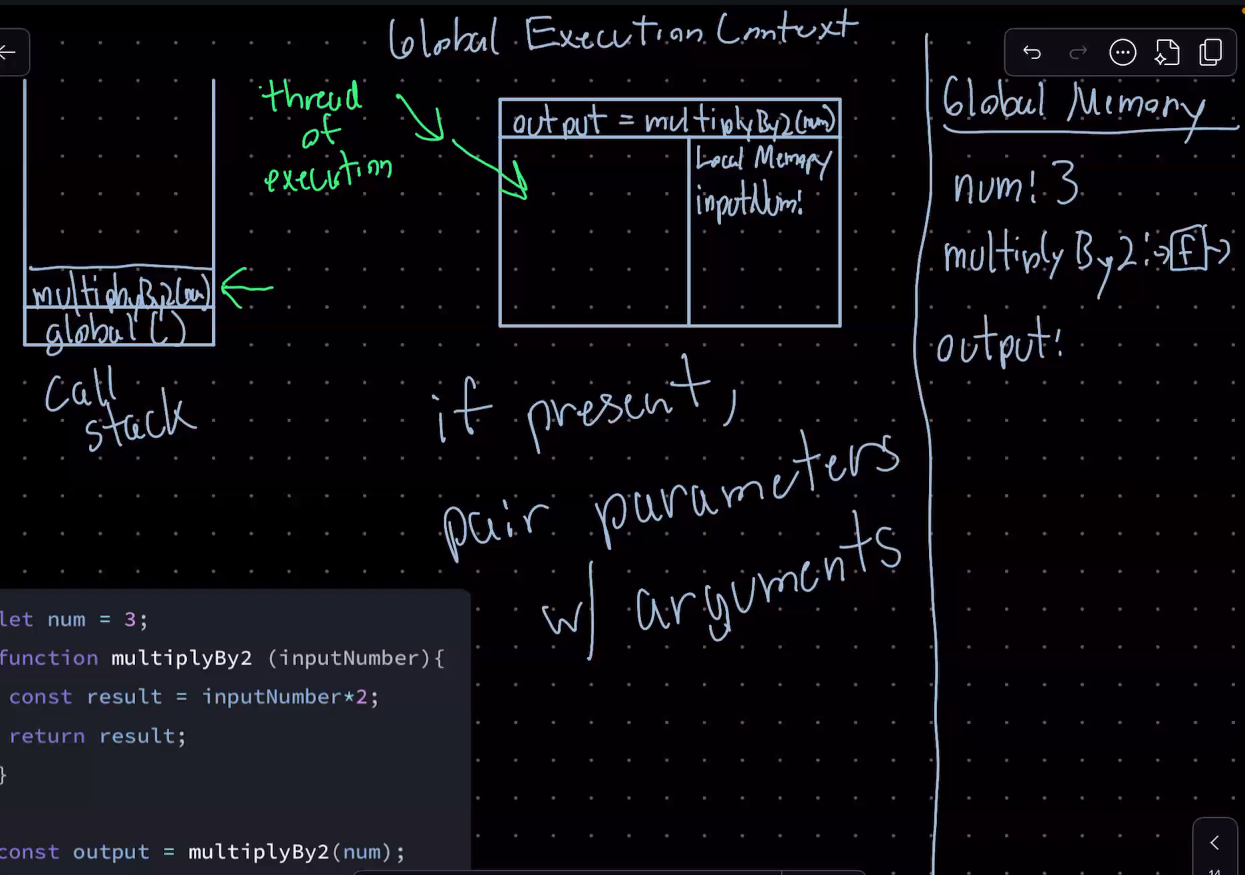 Global Execution Context
thread
of
execution
output = multiplyBy2(num)
Local Memory
inputNum:
multiplyBy2(num)
global()
Call
stack
if present,
pair parameters
w/ arguments
Global Memory
num: 3
multiplyBy2: →[f]→
output:
let num = 3;
function multiplyBy2 (inputNumber){
const result = inputNumber*2;
return result;
}
const output = multiplyBy2(num);